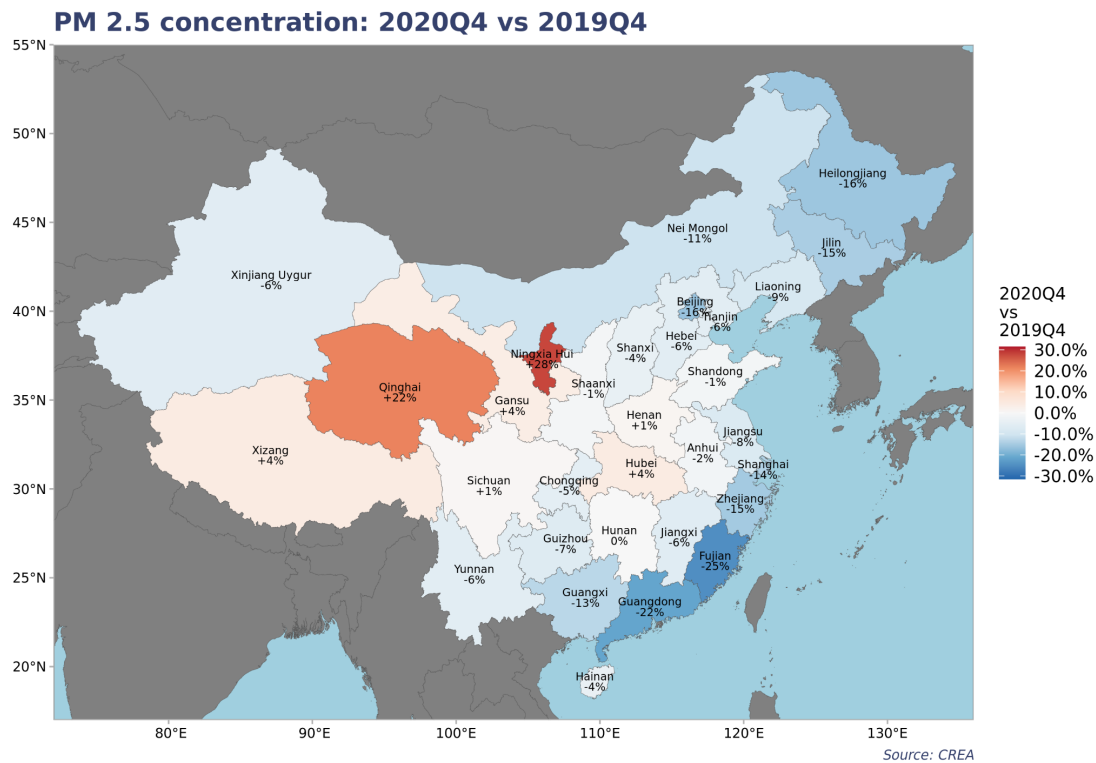 PM 2.5 concentration: 2020Q4 vs 2019Q4
55°N
50°N
45°N
40°N
35°N
30°N
25°N
20°N
80°E
90°E
100°E
110°E
120°E
130°E
Heilongjiang
-16%
Nei Mongol
-11%
Jilin
-15%
Xinjiang Uygur
-6%
Liaoning
-9%
Beijing
-16%
Tianjin
-6%
Hebei
-6%
Shanxi
-4%
Ningxia Hui
+28%
Shandong
-1%
Qinghai
+22%
Shaanxi
-1%
Gansu
+4%
Henan
+1%
Jiangsu
-8%
Anhui
-2%
Xizang
+4%
Hubei
+4%
Shanghai
-14%
Sichuan
+1%
Chongqing
-5%
Zhejiang
-15%
Hunan
0%
Jiangxi
-6%
Guizhou
-7%
Fujian
-25%
Yunnan
-6%
Guangxi
-13%
Guangdong
-22%
Hainan
-4%
2020Q4
vs
2019Q4
30.0%
20.0%
10.0%
0.0%
-10.0%
-20.0%
-30.0%
Source: CREA